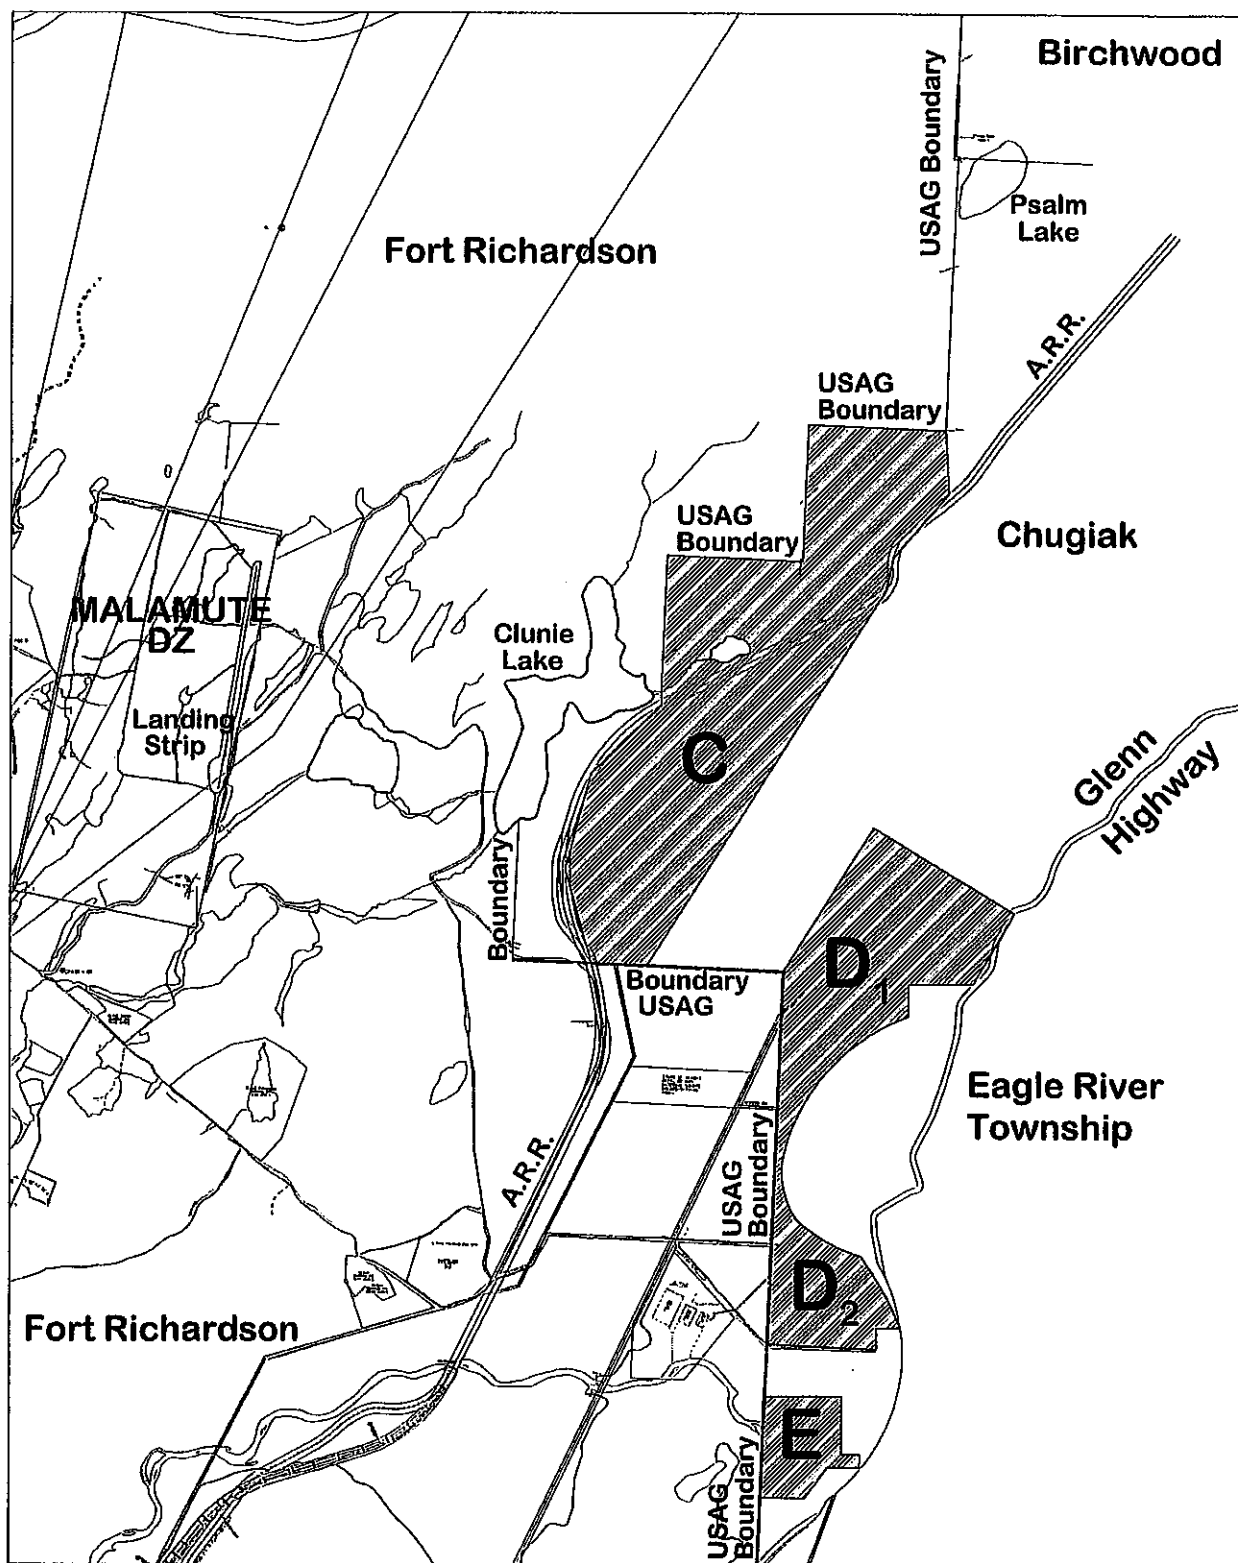 Birchwood
USAG Boundary
Psalm
Lake
Fort Richardson
A.R.R.
USAG
Boundary
USAG
Boundary
Chugiak
MALAMUTE
DZ
Clunie
Lake
Landing
Strip
C
Glenn
Highway
Boundary
D1
Boundary
USAG
Eagle River
Township
A.R.R.
USAG
Boundary
D2
Fort Richardson
E
USAG
Boundary